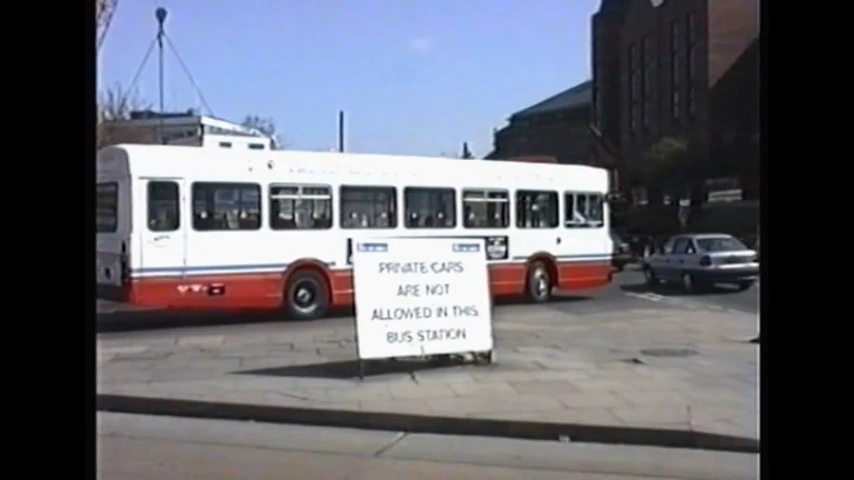 PRIVATE CARS
ARE NOT
ALLOWED IN THIS
BUS STATION